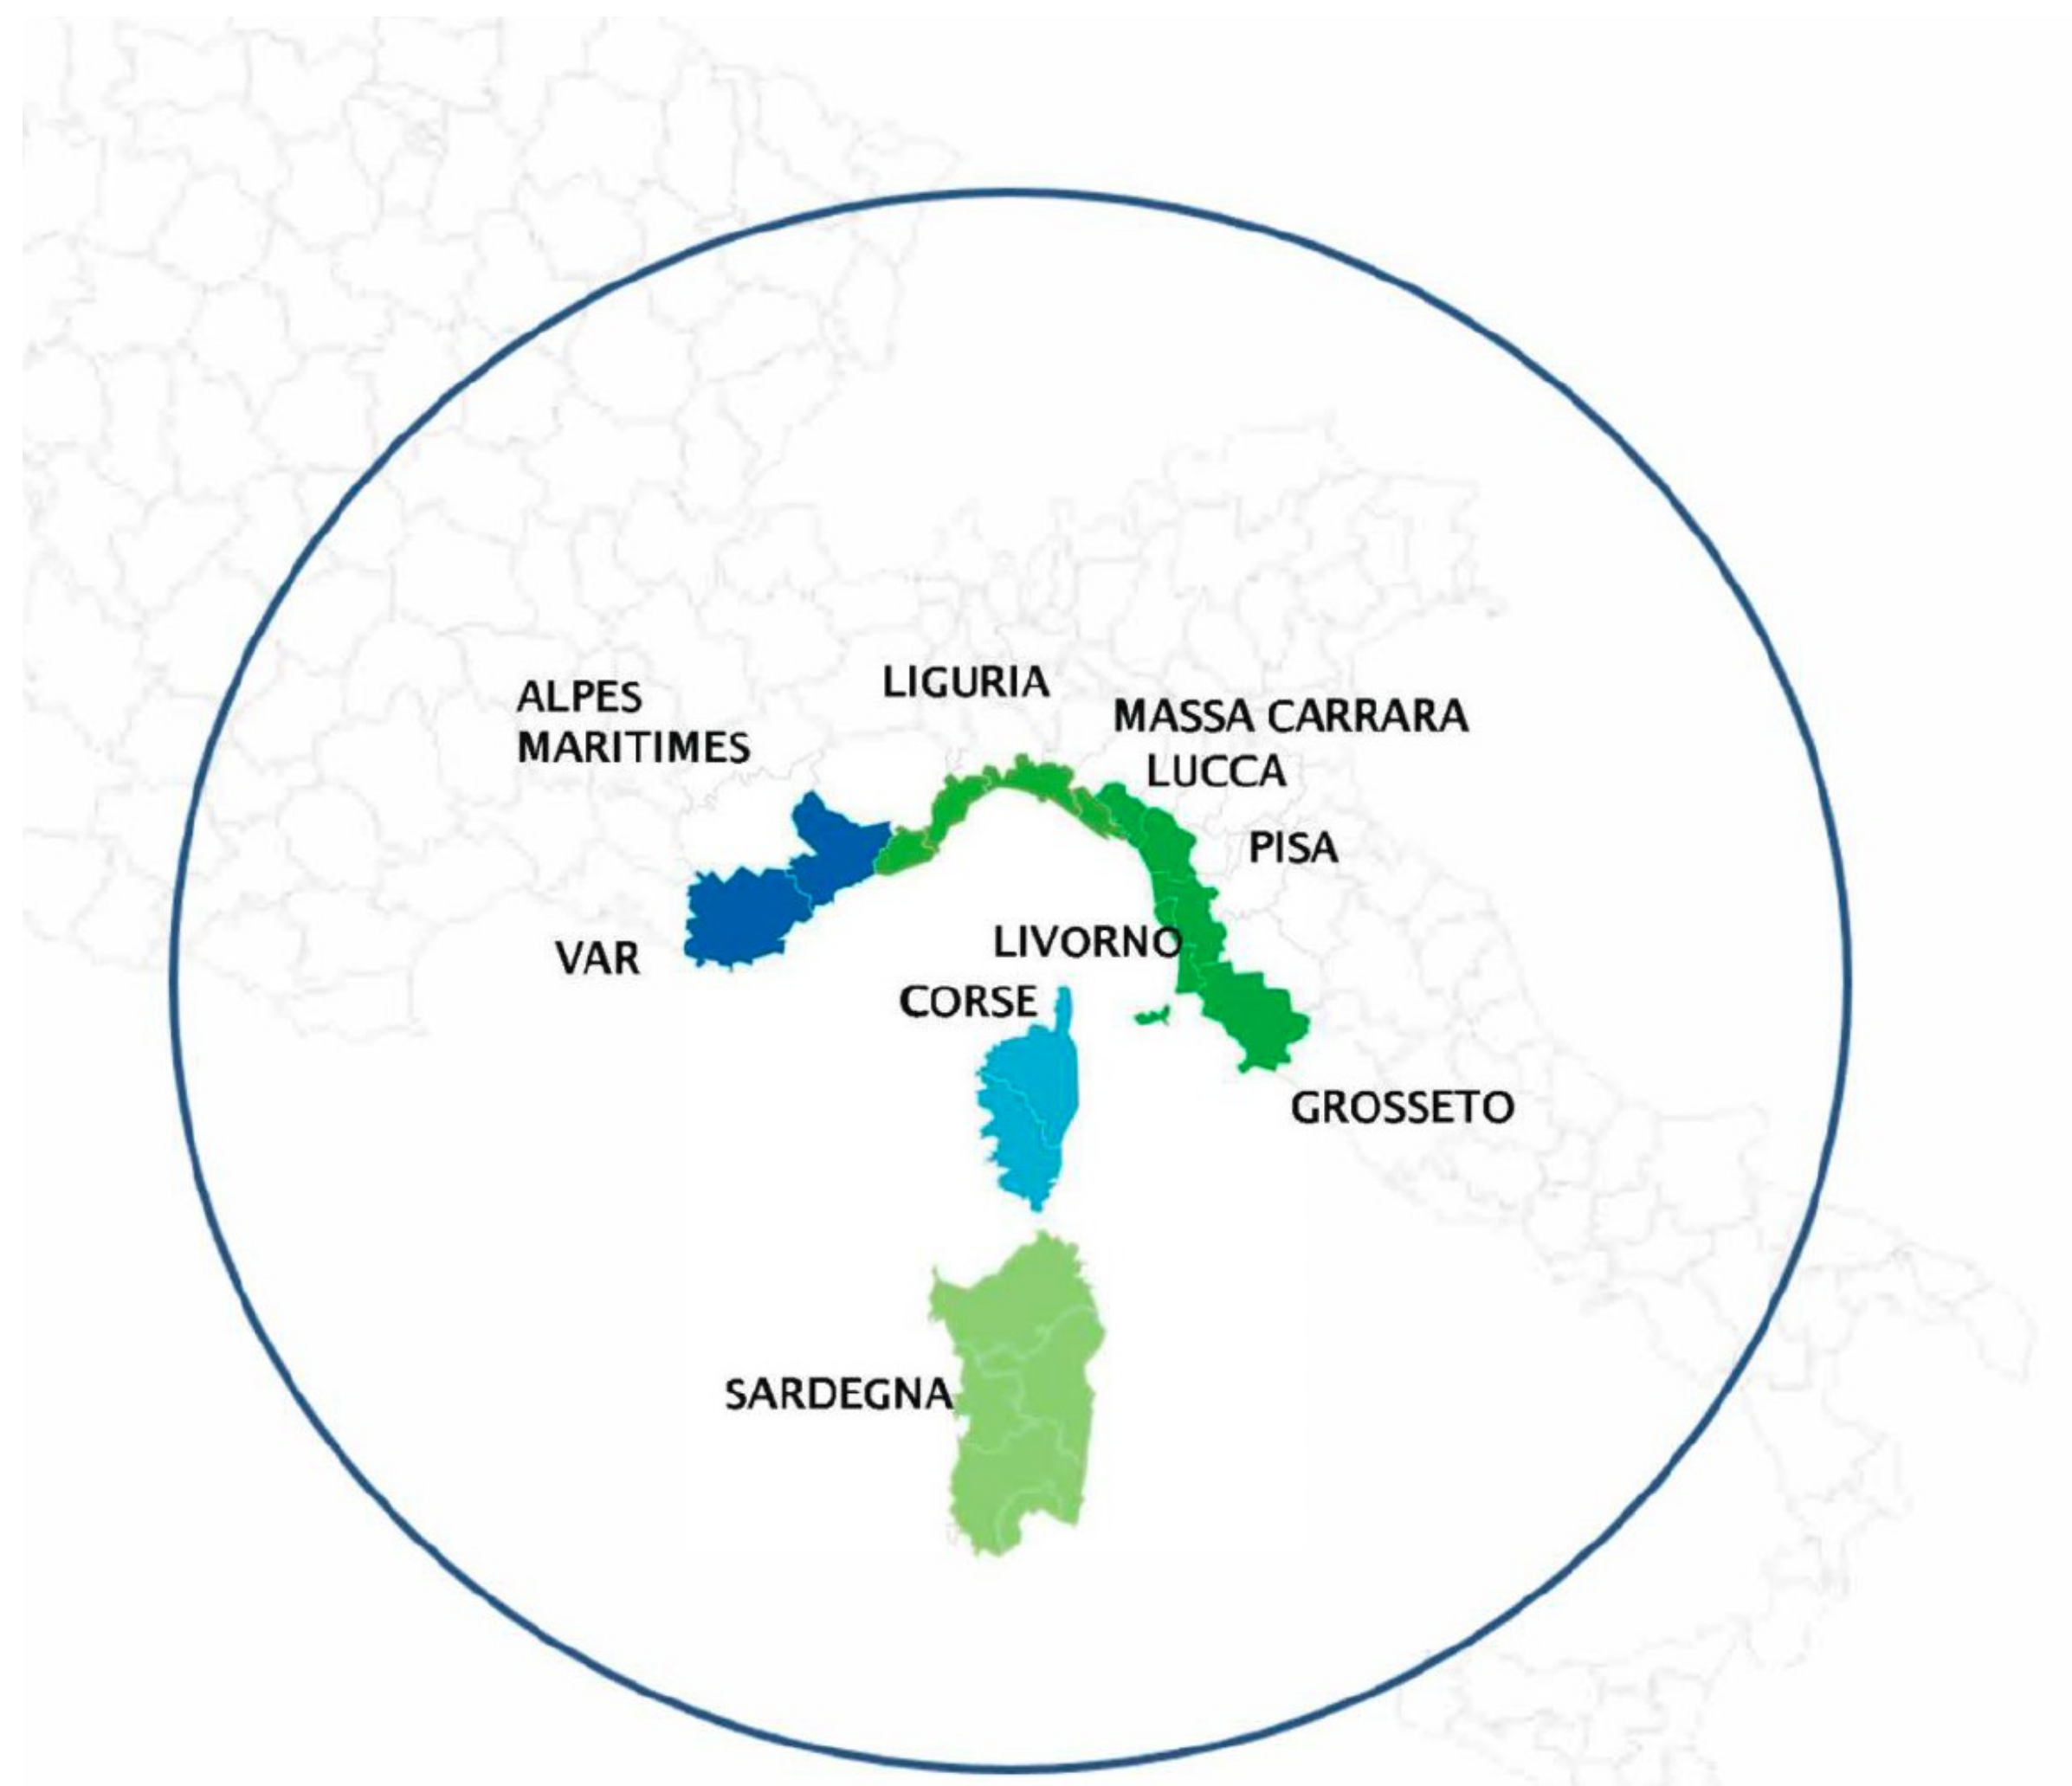 LIGURIA
ALPES
MARITIMES
MASSA CARRARA
LUCCA
PISA
LIVORNO
VAR
CORSE
GROSSETO
SARDEGNA